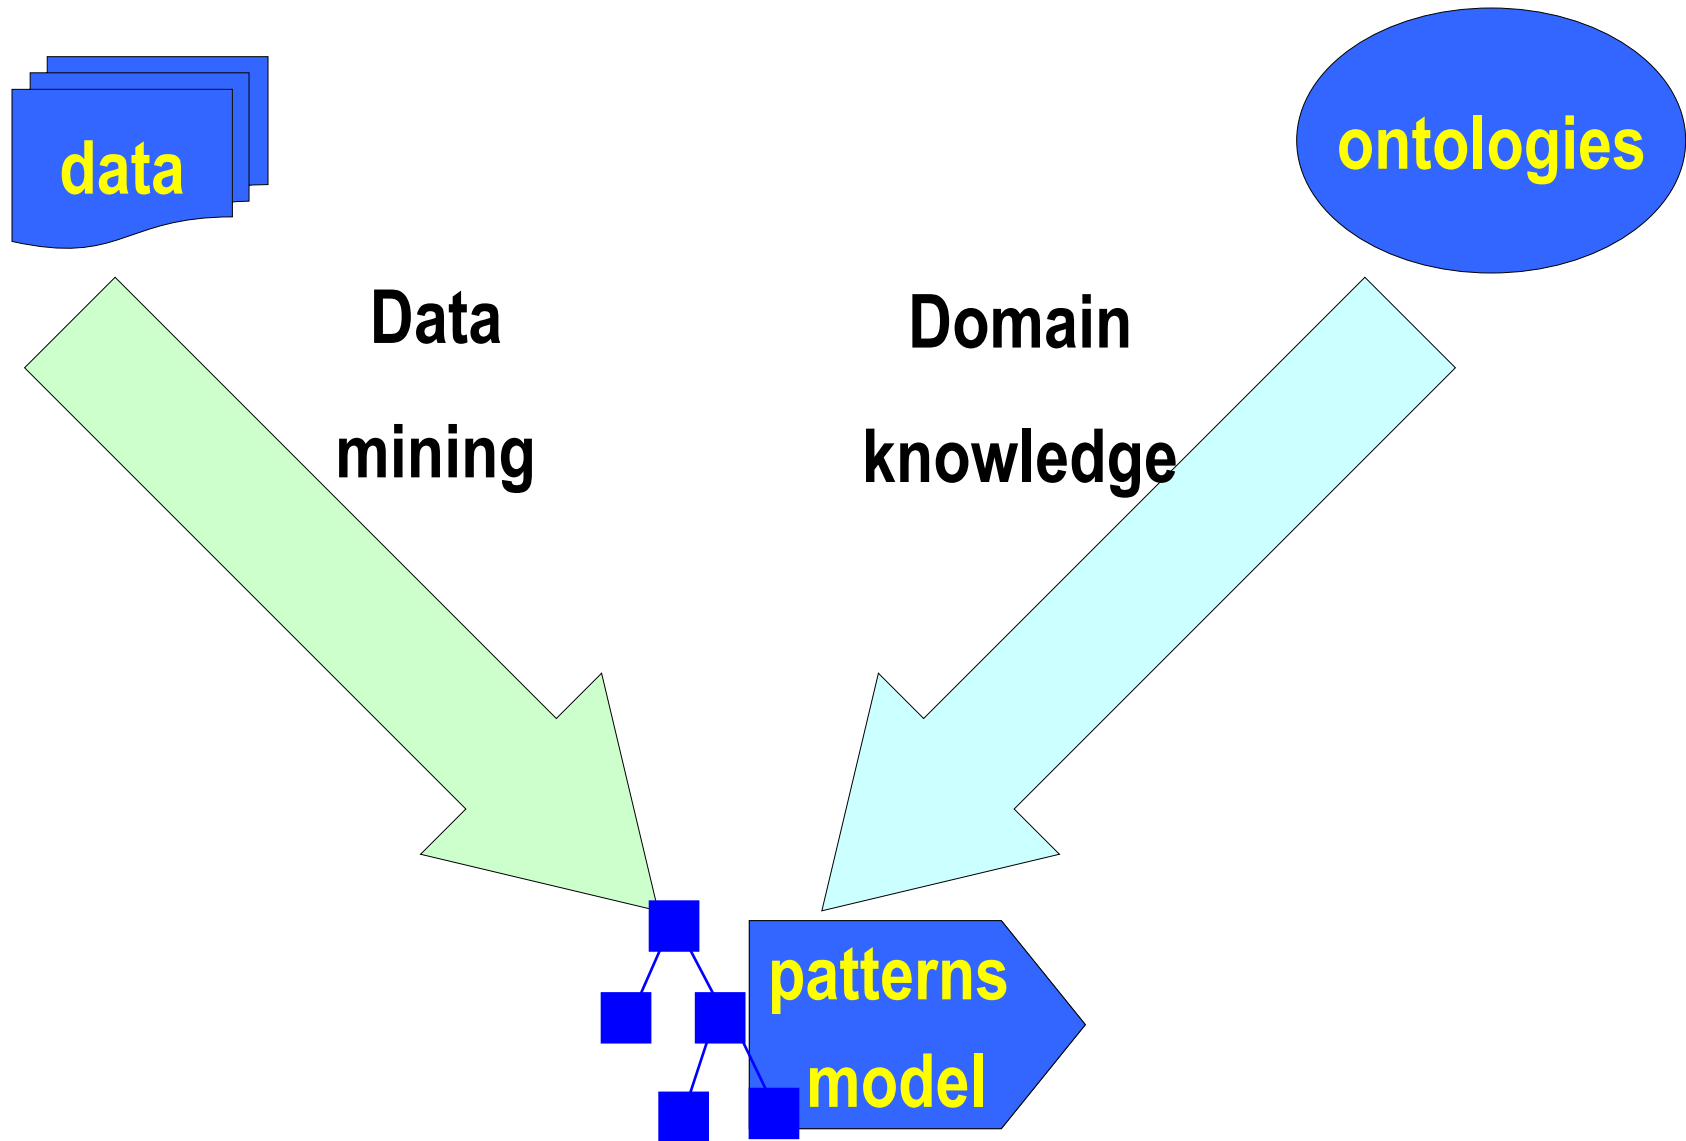 data
ontologies
Data
mining
Domain
knowledge
patterns
model